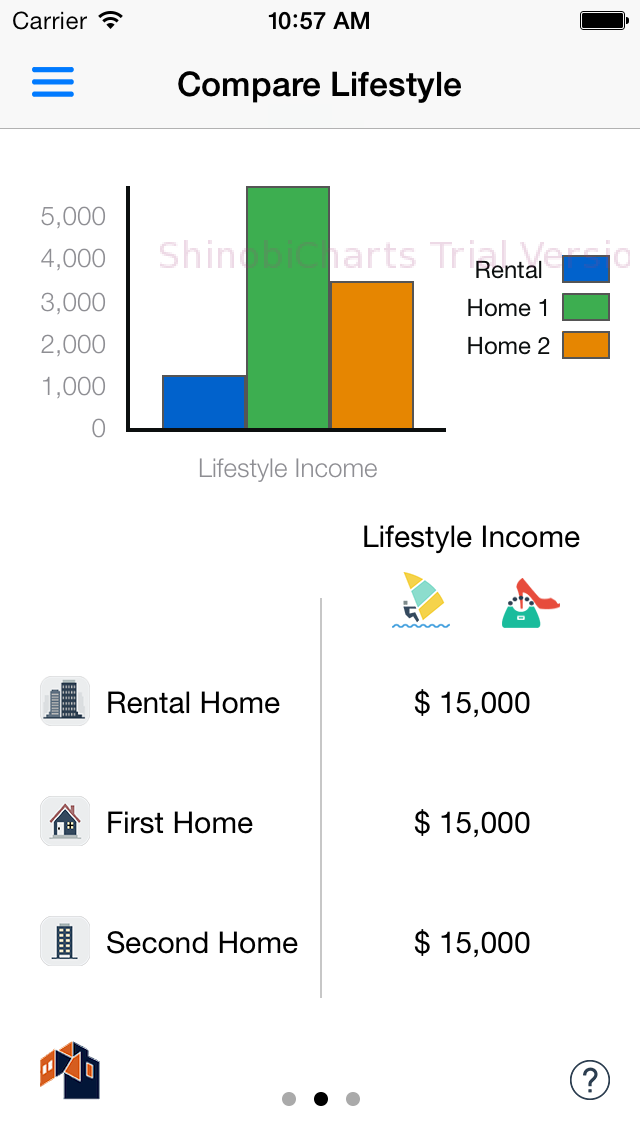 Carrier 10:57 AM
Compare Lifestyle
5,000
4,000
3,000
2,000
1,000
0
ShinobiCharts Trial Versio
Rental
Home 1
Home 2
Lifestyle Income
Lifestyle Income
Rental Home $ 15,000
First Home $ 15,000
Second Home $ 15,000
?